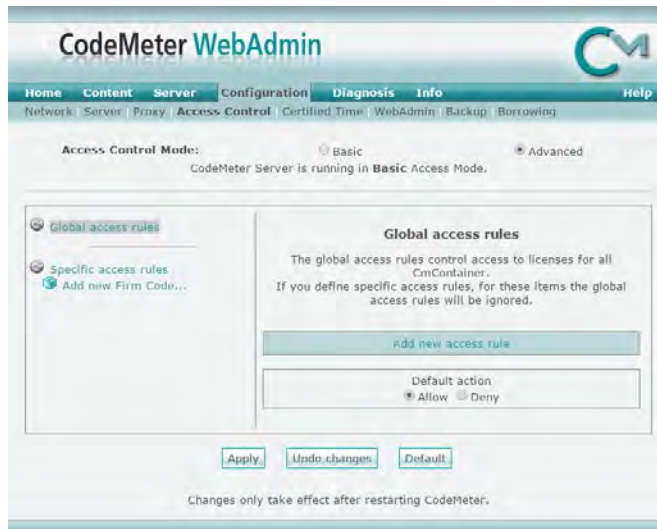 CodeMeter WebAdmin
CM
Home Content Server Configuration Diagnosis Info Help
Network | Server | Proxy | Access Control | Certified Time | WebAdmin | Backup | Borrowing
Access Control Mode: Basic Advanced
CodeMeter Server is running in Basic Access Mode.
Global access rules
Specific access rules
Add new Firm Code...
Global access rules
The global access rules control access to licenses for all
CmContainer.
If you define specific access rules, for these items the global
access rules will be ignored.
Add new access rule
Default action
Allow Deny
Apply Undo changes Default
Changes only take effect after restarting CodeMeter.